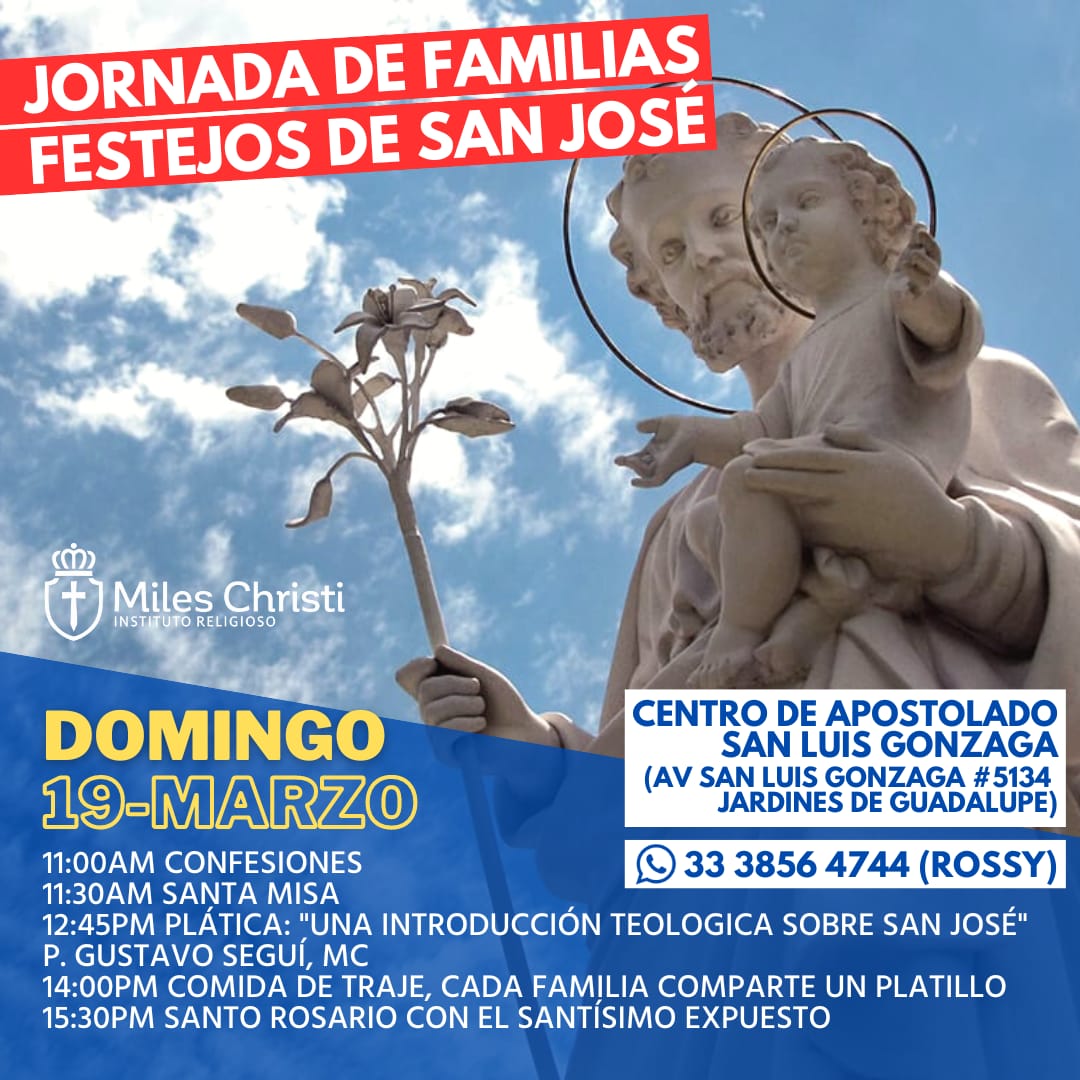 JORNADA DE FAMILIAS
FESTEJOS DE SAN JOSÉ
Miles Christi
INSTITUTO RELIGIOSO
DOMINGO
19-MARZO
CENTRO DE APOSTOLADO
SAN LUIS GONZAGA
(AV SAN LUIS GONZAGA #5134
JARDINES DE GUADALUPE)
33 3856 4744 (ROSSY)
11:00AM CONFESIONES
11:30AM SANTA MISA
12:45PM PLÁTICA: "UNA INTRODUCCIÓN TEOLOGICA SOBRE SAN JOSÉ"
P. GUSTAVO SEGUÍ, MC
14:00PM COMIDA DE TRAJE, CADA FAMILIA COMPARTE UN PLATILLO
15:30PM SANTO ROSARIO CON EL SANTÍSIMO EXPUESTO